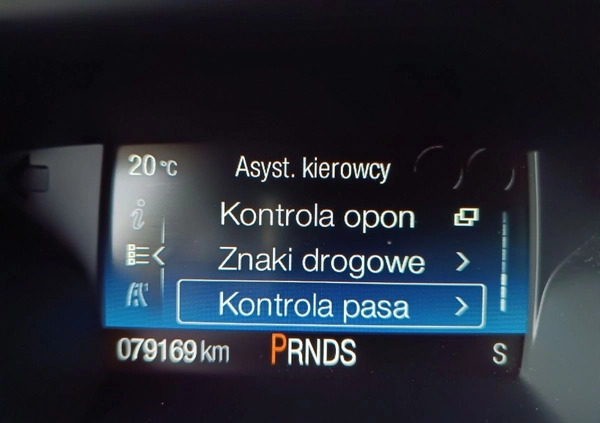 20°C Asyst. kierowcy
Kontrola opon
Znaki drogowe
Kontrola pasa
079169 km PRNDS S